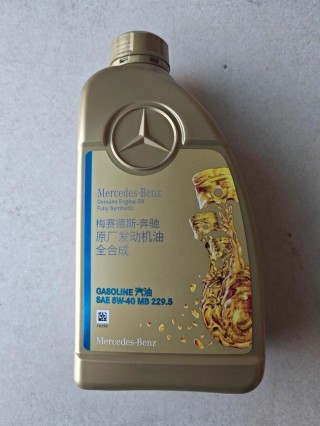 Mercedes-Benz
Genuine Engine Oil
Fully Synthetic
梅赛德斯-奔驰
原厂发动机油
全合成
GASOLINE 汽油
SAE 5W-40 MB 229.5
Mercedes-Benz